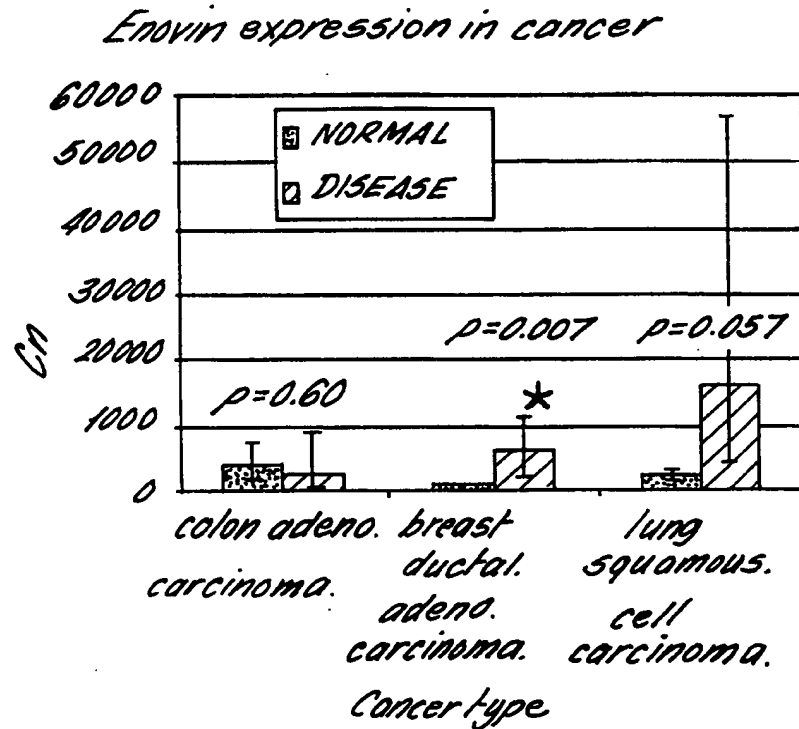 Enovin expression in cancer
60000
50000
40000
30000
20000
1000
0
Cn
NORMAL
DISEASE
p=0.60
p=0.007
p=0.057
*
colon adeno.
carcinoma.
breast
ductal.
adeno.
carcinoma.
lung
squamous.
cell
carcinoma.
Cancer type